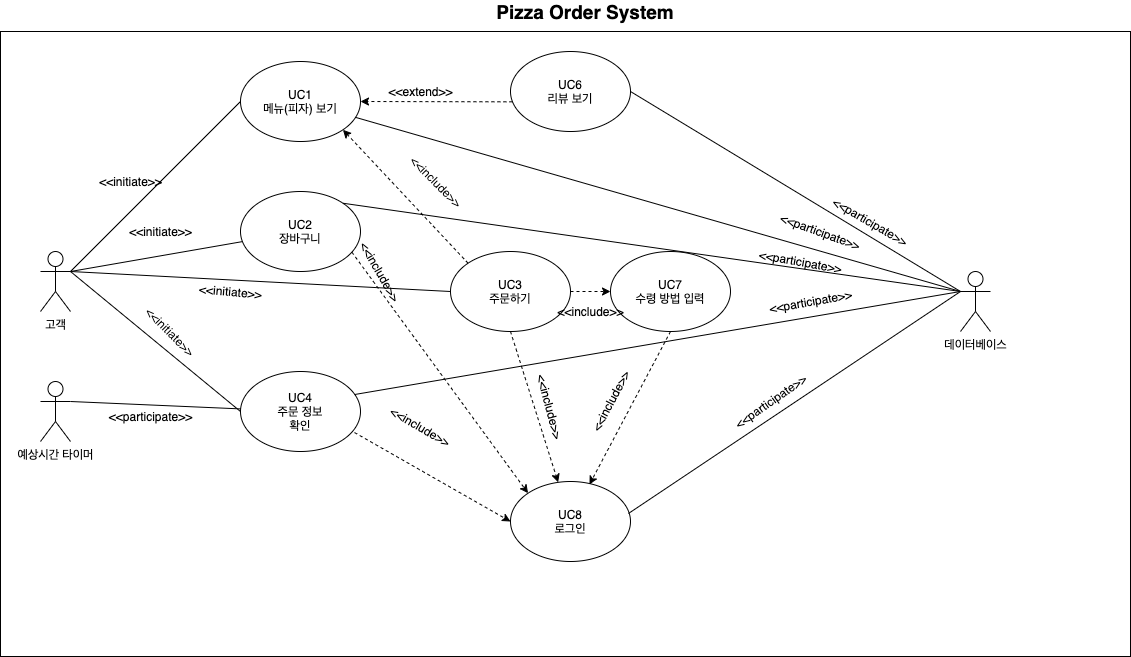 Pizza Order System
UC1
메뉴(피자) 보기
<<extend>>
UC6
리뷰 보기
<<initiate>>
<<include>>
UC2
장바구니
<<initiate>>
<<participate>>
<<participate>>
<<participate>>
<<include>>
UC3
주문하기
<<include>>
UC7
수령 방법 입력
<<initiate>>
<<participate>>
고객
<<initiate>>
데이터베이스
UC4
주문 정보
확인
<<participate>>
예상시간 타이머
<<include>>
<<include>>
<<include>>
<<participate>>
UC8
로그인